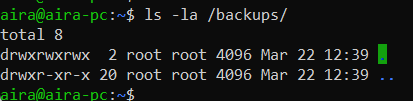 aira@aira-pc:~$ ls -la /backups/
total 8
drwxrwxrwx  2 root root 4096 Mar 22 12:39 .
drwxr-xr-x 20 root root 4096 Mar 22 12:39 ..
aira@aira-pc:~$